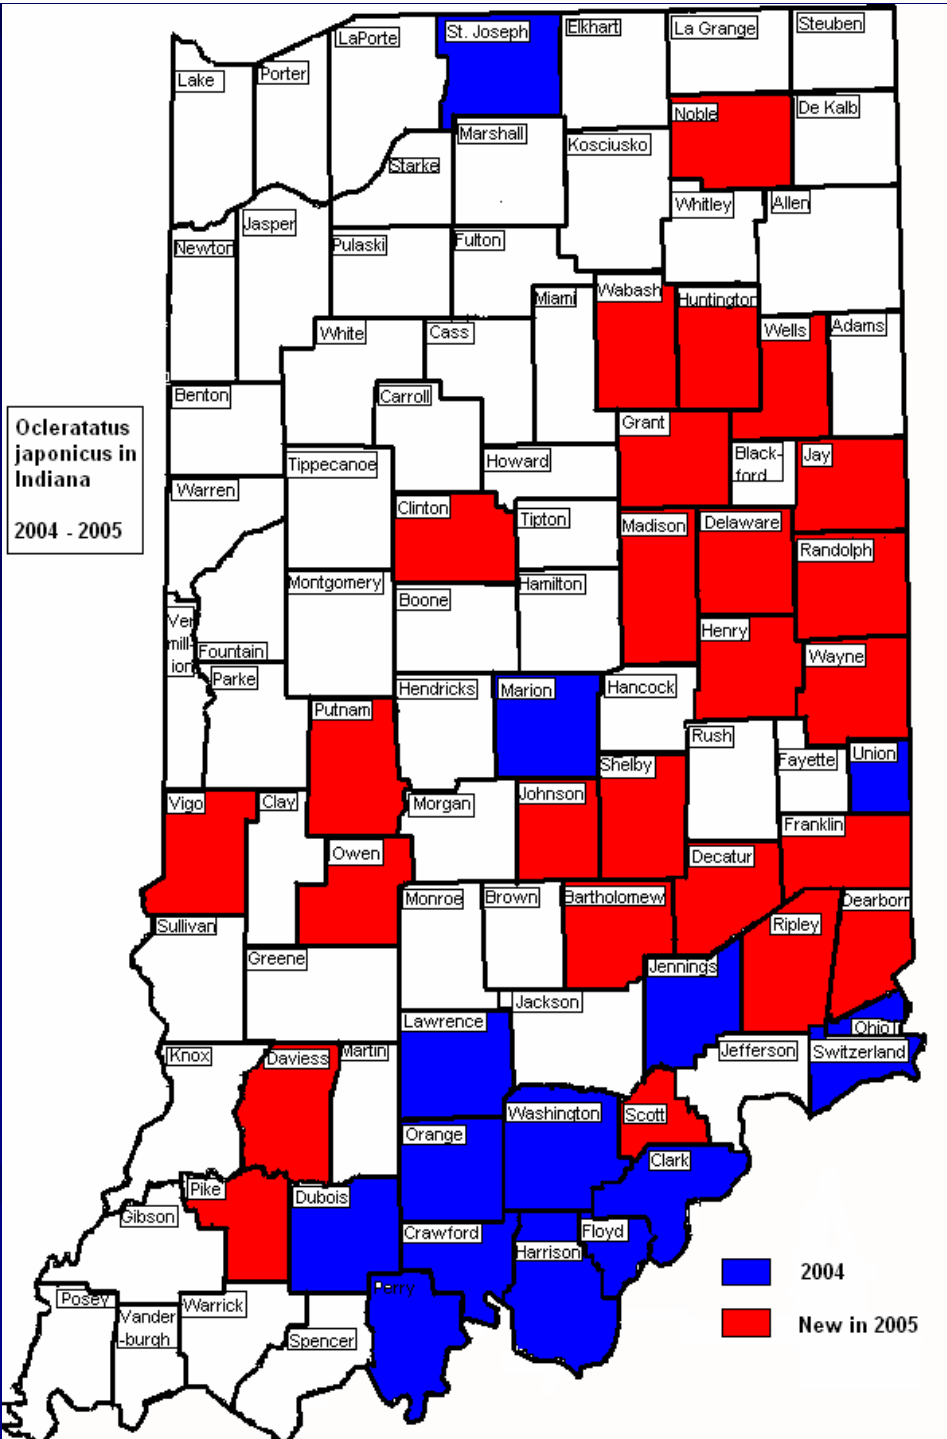 St. Joseph
Elkhart
La Grange
Steuben
LaPorte
Lake
Porter
Noble
De Kalb
Marshall
Kosciusko
Starke
Whitley
Allen
Jasper
Newton
Pulaski
Fulton
Wabash
Huntington
Miami
White
Cass
Wells
Adams
Benton
Carroll
Grant
Ocleratatus
japonicus in
Indiana
2004 - 2005
Tippecanoe
Howard
Black-
ford
Jay
Warren
Clinton
Tipton
Madison
Delaware
Randolph
Montgomery
Boone
Hamilton
Ver
mill-
ion
Fountain
Henry
Wayne
Parke
Hendricks
Marion
Hancock
Putnam
Rush
Fayette
Union
Shelby
Vigo
Clay
Morgan
Johnson
Franklin
Owen
Decatur
Monroe
Brown
Bartholomew
Dearborn
Sullivan
Ripley
Greene
Jennings
Jackson
Lawrence
Ohio
Knox
Daviess
Martin
Jefferson
Switzerland
Washington
Scott
Orange
Clark
Pike
Dubois
Gibson
Crawford
Floyd
Harrison
2004
Perry
Posey
Warrick
Vander
-burgh
Spencer
New in 2005